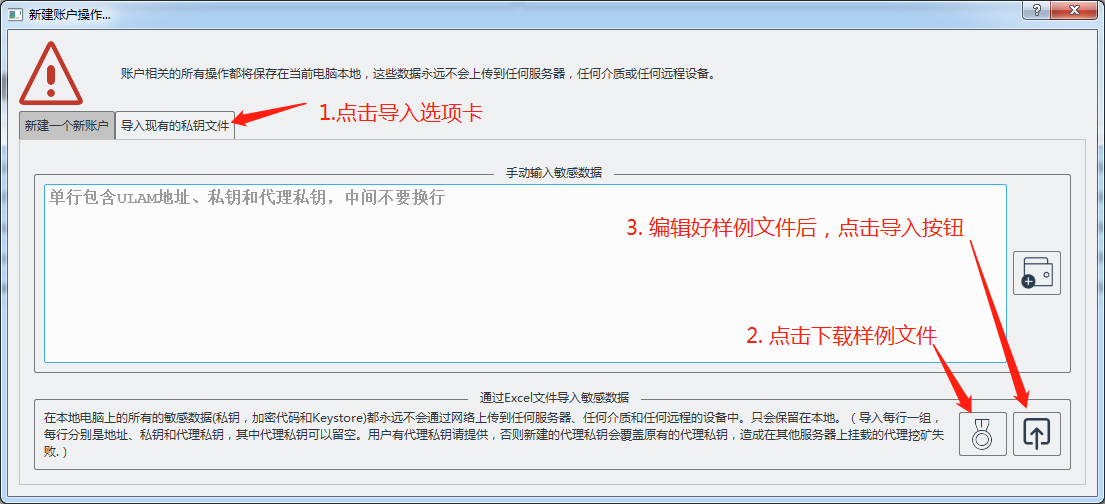 新建账户操作...
账户相关的所有操作都将保存在当前电脑本地，这些数据永远不会上传到任何服务器，任何介质或任何远程设备。
新建一个新账户
导入现有的私钥文件
1.点击导入选项卡
手动输入敏感数据
单行包含ULAM地址、私钥和代理私钥，中间不要换行
3. 编辑好样例文件后，点击导入按钮
2. 点击下载样例文件
通过Excel文件导入敏感数据
在本地电脑上的所有的敏感数据(私钥，加密代码和Keystore)都永远不会通过网络上传到任何服务器、任何介质和任何远程的设备中。只会保留在本地。（导入每行一组，
每行分别是地址、私钥和代理私钥，其中代理私钥可以留空。用户有代理私钥请提供，否则新建的代理私钥会覆盖原有的代理私钥，造成在其他服务器上挂载的代理挖矿失
败.）